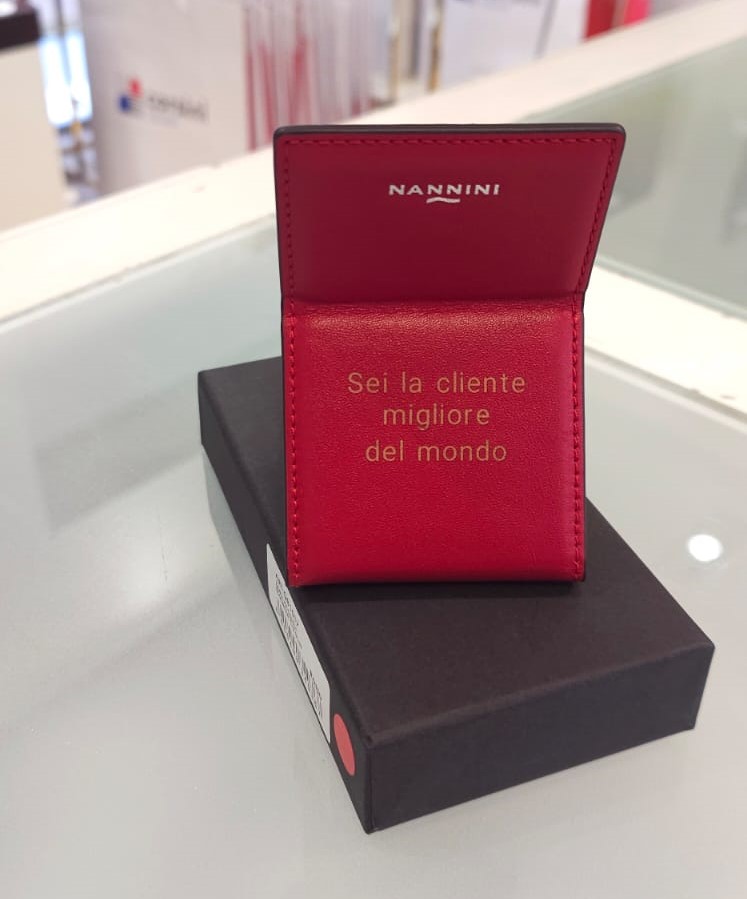 NANNINI
Sei la cliente
migliore
del mondo